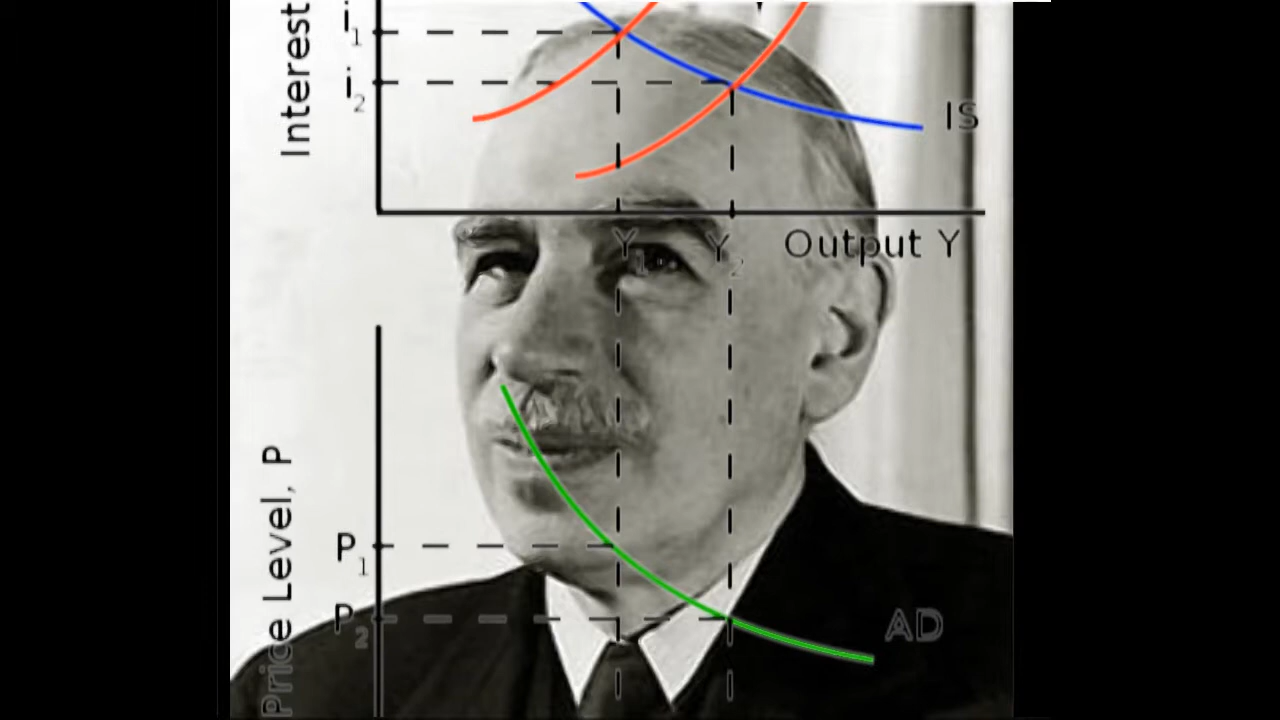 Interest
i1
i2
IS
Y1 Y2 Output Y
Price Level, P
P1
P2
AD